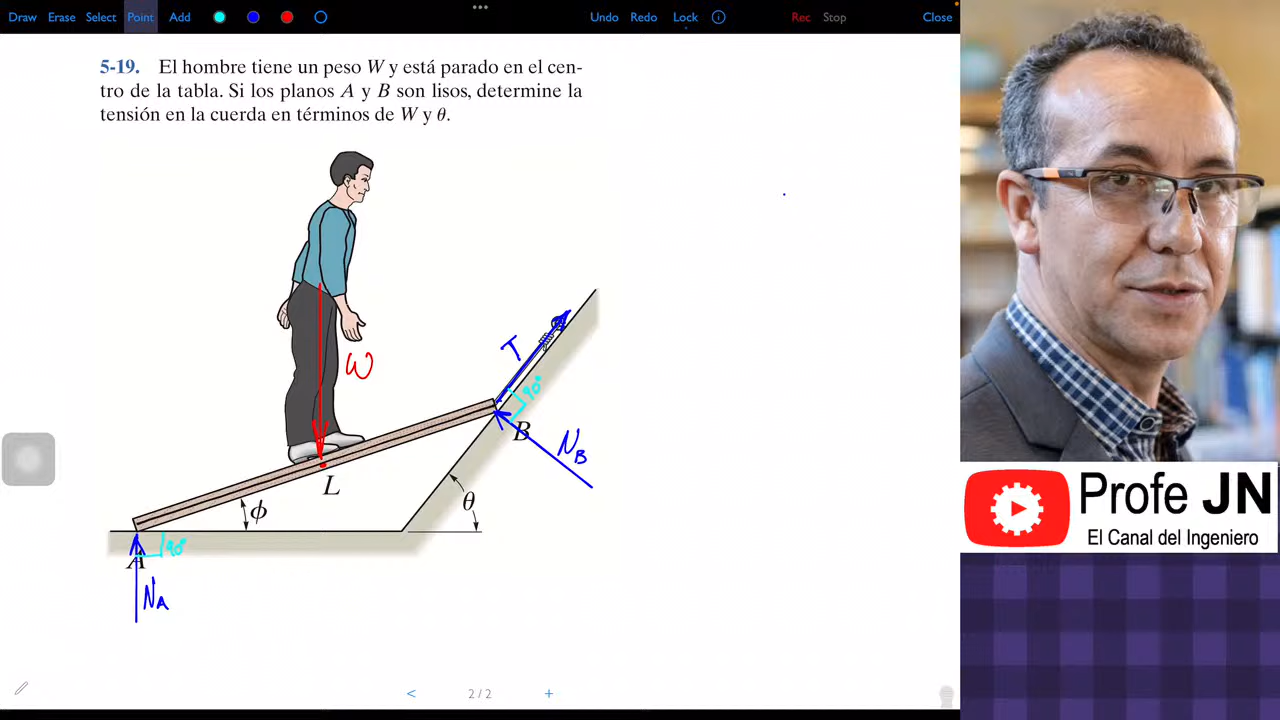 Draw Erase Select Point Add Undo Redo Lock Rec Stop Close
5-19. El hombre tiene un peso W y está parado en el cen-
tro de la tabla. Si los planos A y B son lisos, determine la
tensión en la cuerda en términos de W y θ.
T
W
90°
B
N_B
L
ϕ
θ
90°
A
N_A
< 2 / 2 +
Profe JN
El Canal del Ingeniero